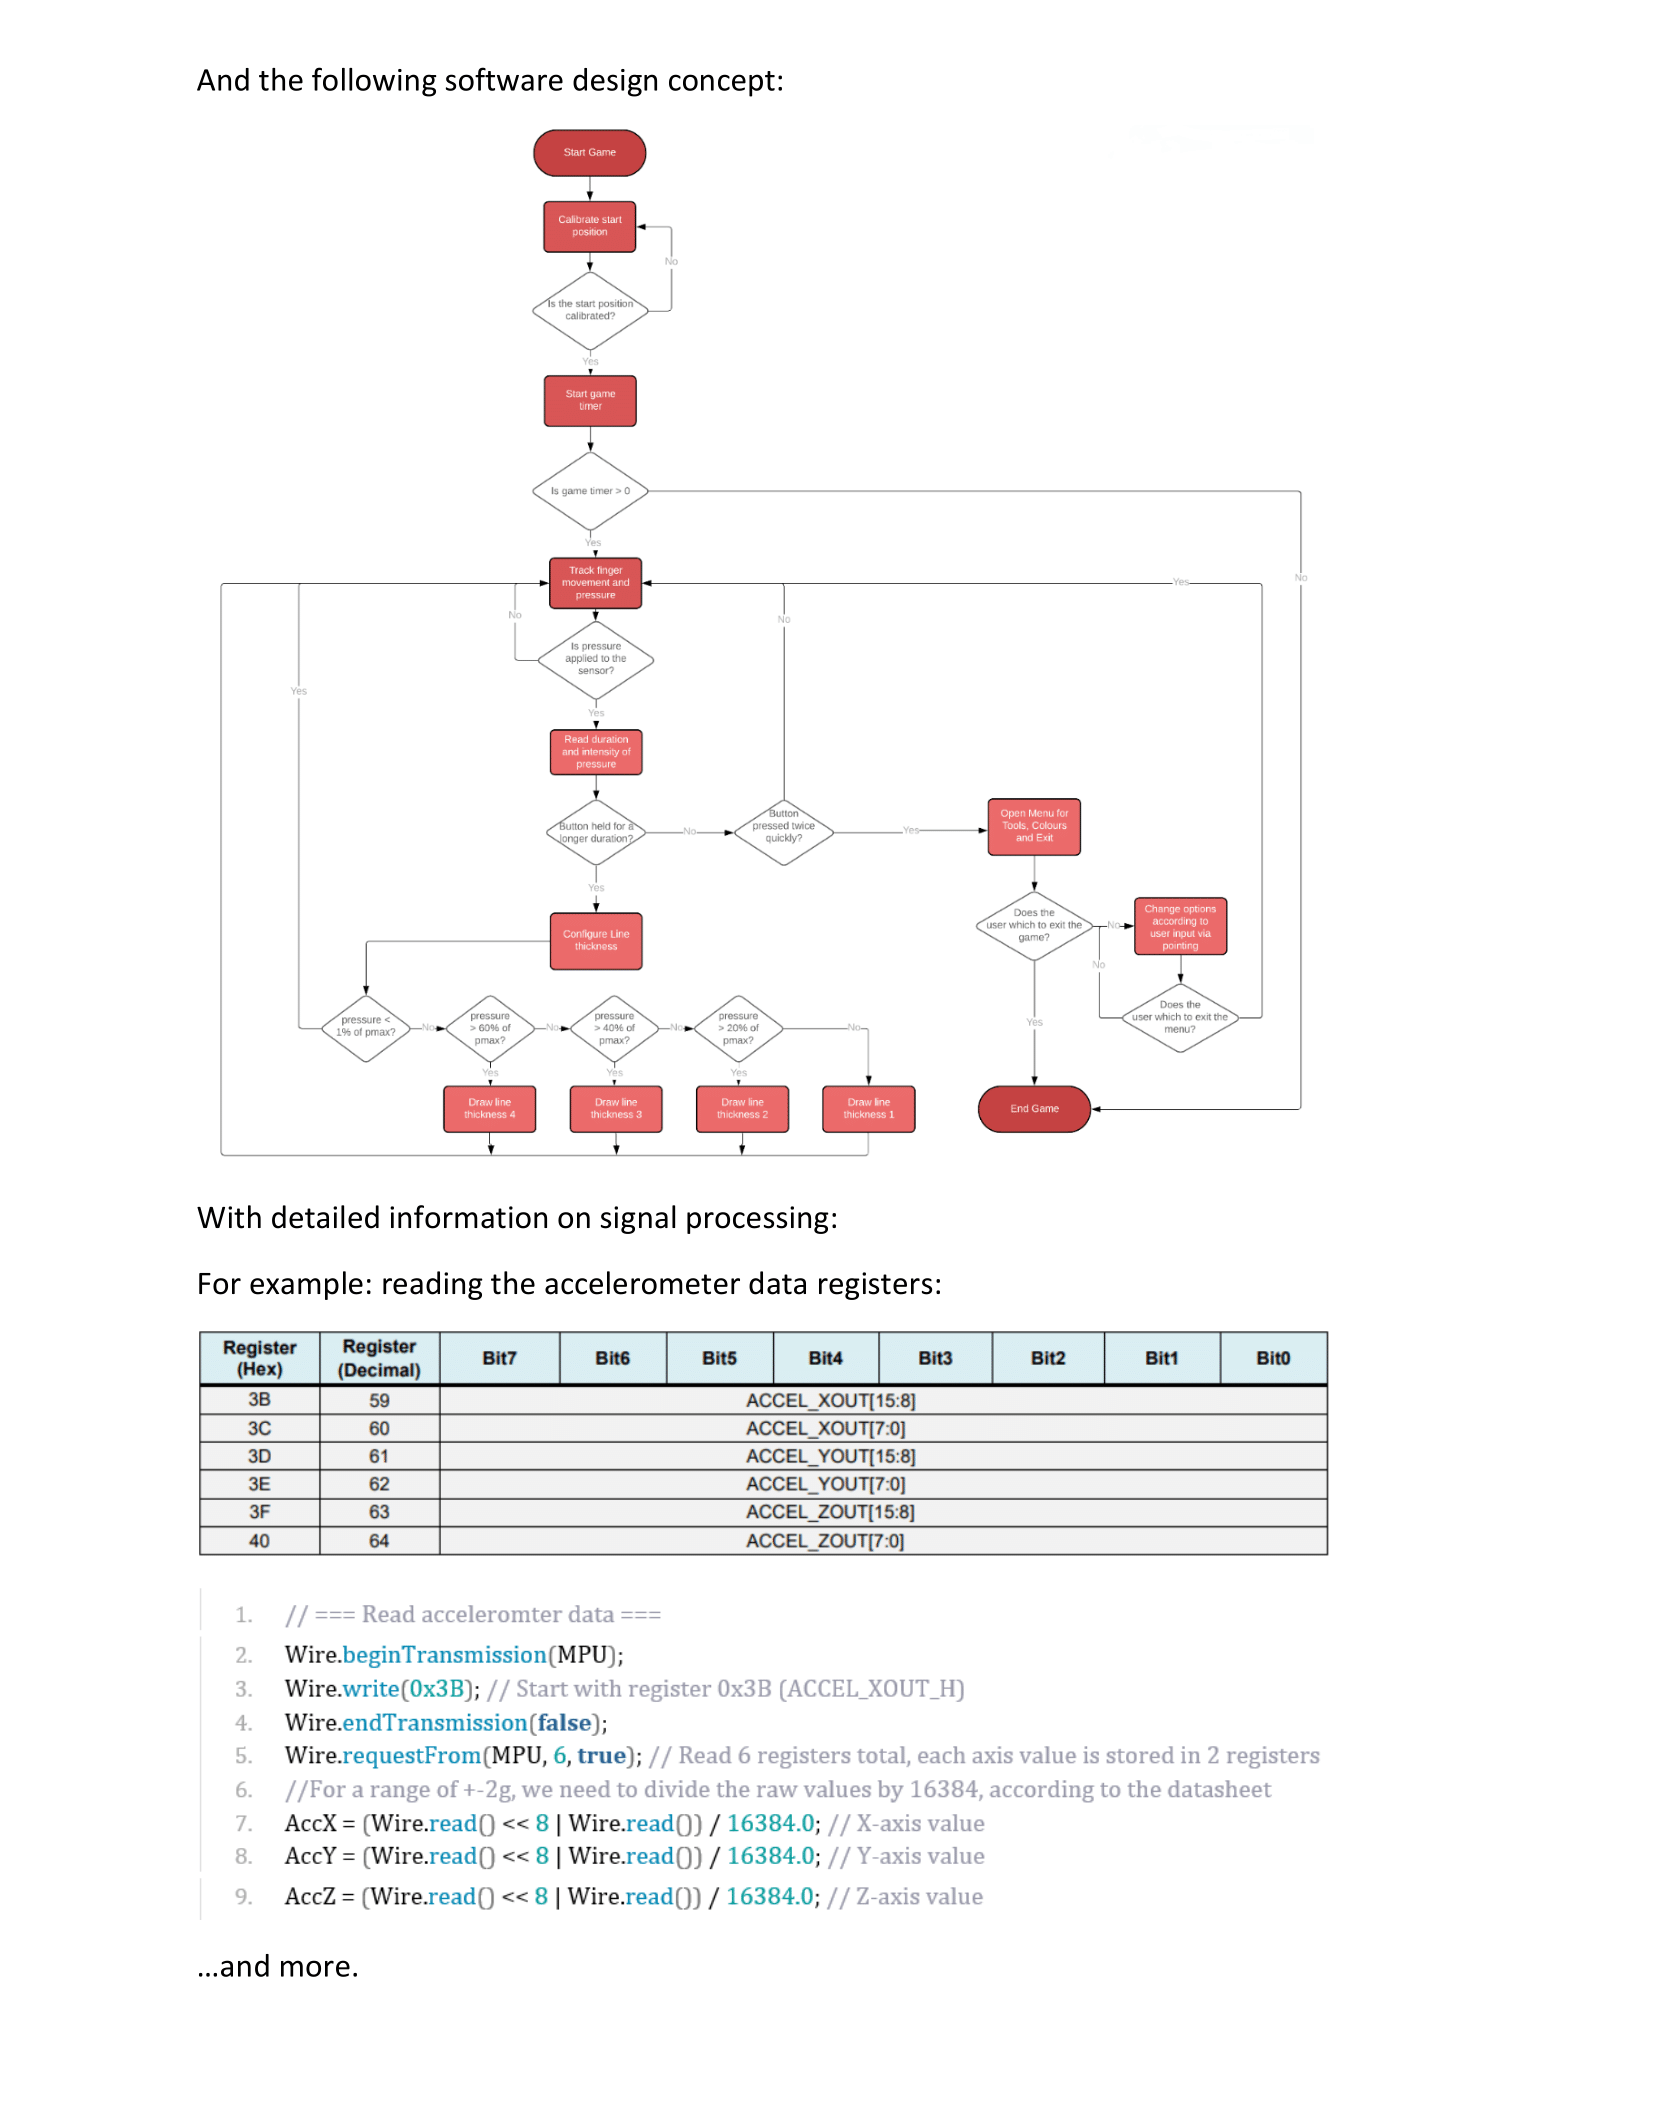 And the following software design concept:
Start Game
Calibrate start
position
No
Is the start position
calibrated?
Yes
Start game
timer
Is game timer > 0
Yes
No
Track finger
movement and
pressure
Yes
No
No
Is pressure
applied to the
sensor?
Yes
Yes
Read duration
and intensity of
pressure
Button held for a
longer duration?
No
Button
pressed twice
quickly?
Yes
Open Menu for
Tools, Colours
and Exit
Yes
Configure Line
thickness
Does the
user which to exit the
game?
No
Change options
according to
user input via
pointing
No
pressure <
1% of pmax?
No
pressure
> 60% of
pmax?
No
pressure
> 40% of
pmax?
No
pressure
> 20% of
pmax?
No
Yes
Does the
user which to exit the
menu?
Yes
Yes
Yes
Draw line
thickness 4
Draw line
thickness 3
Draw line
thickness 2
Draw line
thickness 1
End Game
With detailed information on signal processing:
For example: reading the accelerometer data registers:
Register (Hex) Register (Decimal) Bit7 Bit6 Bit5 Bit4 Bit3 Bit2 Bit1 Bit0
3B 59 ACCEL_XOUT[15:8]
3C 60 ACCEL_XOUT[7:0]
3D 61 ACCEL_YOUT[15:8]
3E 62 ACCEL_YOUT[7:0]
3F 63 ACCEL_ZOUT[15:8]
40 64 ACCEL_ZOUT[7:0]
1. // === Read acceleromter data ===
2. Wire.beginTransmission(MPU);
3. Wire.write(0x3B); // Start with register 0x3B (ACCEL_XOUT_H)
4. Wire.endTransmission(false);
5. Wire.requestFrom(MPU, 6, true); // Read 6 registers total, each axis value is stored in 2 registers
6. //For a range of +-2g, we need to divide the raw values by 16384, according to the datasheet
7. AccX = (Wire.read() << 8 | Wire.read()) / 16384.0; // X-axis value
8. AccY = (Wire.read() << 8 | Wire.read()) / 16384.0; // Y-axis value
9. AccZ = (Wire.read() << 8 | Wire.read()) / 16384.0; // Z-axis value
...and more.